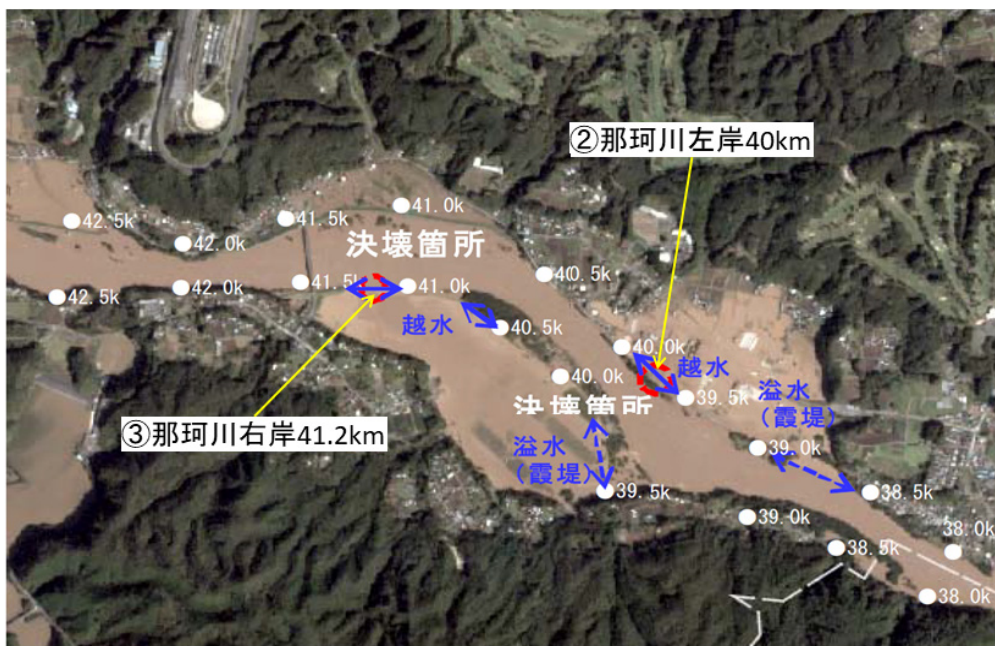 ②那珂川左岸40km
42.5k
41.5k
41.0k
42.0k
決壊箇所
40.5k
42.5k
42.0k
41.5k
41.0k
越水
40.5k
40.0k
越水
40.0k
39.5k
決壊箇所
溢水
(霞堤)
③那珂川右岸41.2km
溢水
(霞堤)
39.0k
39.5k
38.5k
39.0k
38.5k
38.0k
38.0k